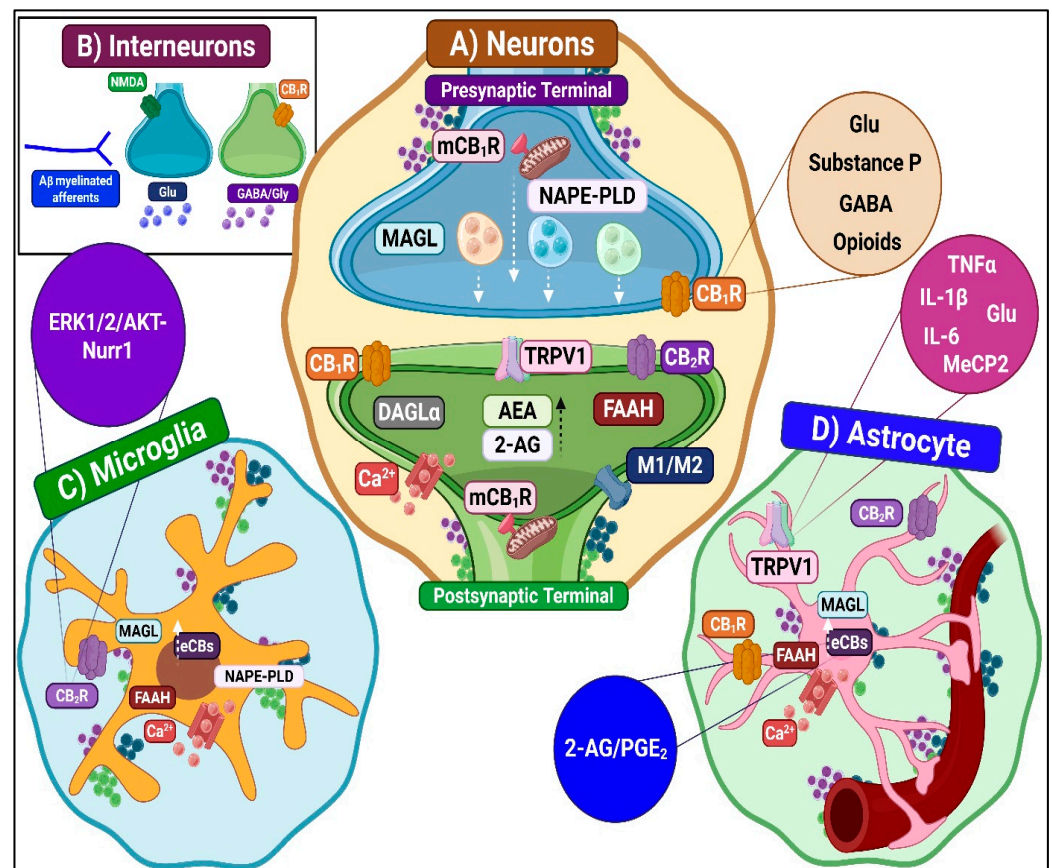 B) Interneurons
NMDA
CB₁R
Aβ myelinated
afferents
Glu
GABA/Gly
A) Neurons
Presynaptic Terminal
mCB₁R
NAPE-PLD
MAGL
CB₁R
Glu
Substance P
GABA
Opioids
CB₁R
TRPV1
CB₂R
DAGLα
AEA
2-AG
FAAH
Ca²⁺
mCB₁R
M1/M2
Postsynaptic Terminal
ERK1/2/AKT-
Nurr1
C) Microglia
MAGL
eCBs
NAPE-PLD
CB₂R
FAAH
Ca²⁺
TNFα
IL-1β
Glu
IL-6
MeCP2
D) Astrocyte
CB₂R
TRPV1
MAGL
CB₁R
FAAH
eCBs
Ca²⁺
2-AG/PGE₂